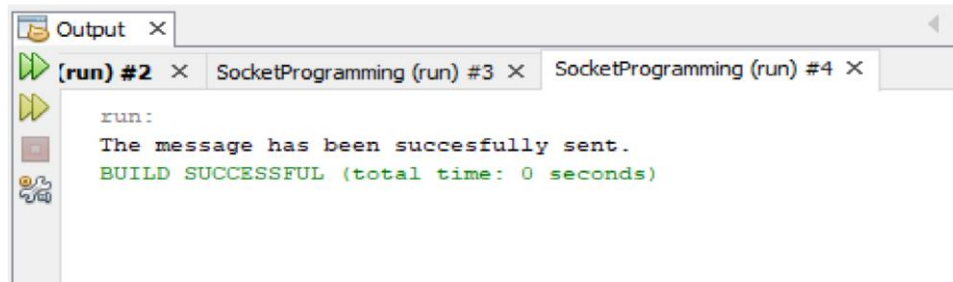 Output
(run) #2 SocketProgramming (run) #3 SocketProgramming (run) #4
run:
The message has been succesfully sent.
BUILD SUCCESSFUL (total time: 0 seconds)